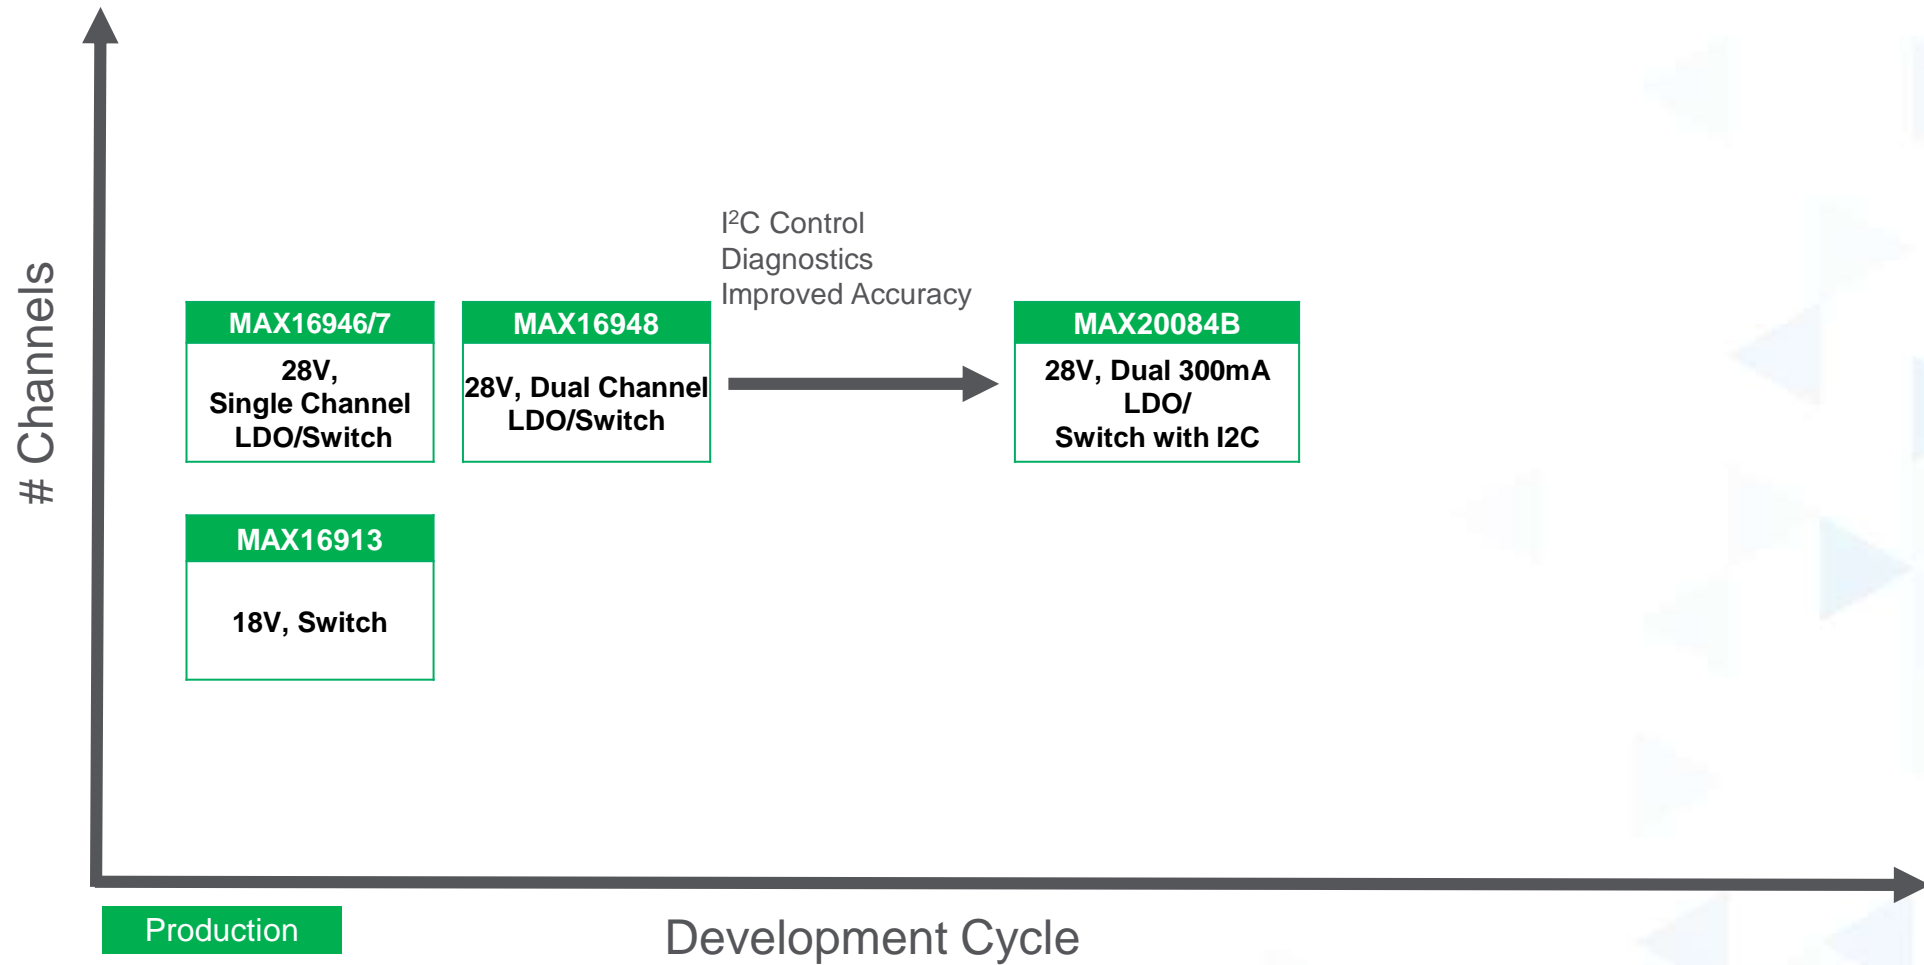 # Channels
I²C Control
Diagnostics
Improved Accuracy
MAX16946/7
28V,
Single Channel
LDO/Switch
MAX16948
28V, Dual Channel
LDO/Switch
MAX20084B
28V, Dual 300mA
LDO/
Switch with I2C
MAX16913
18V, Switch
Production
Development Cycle